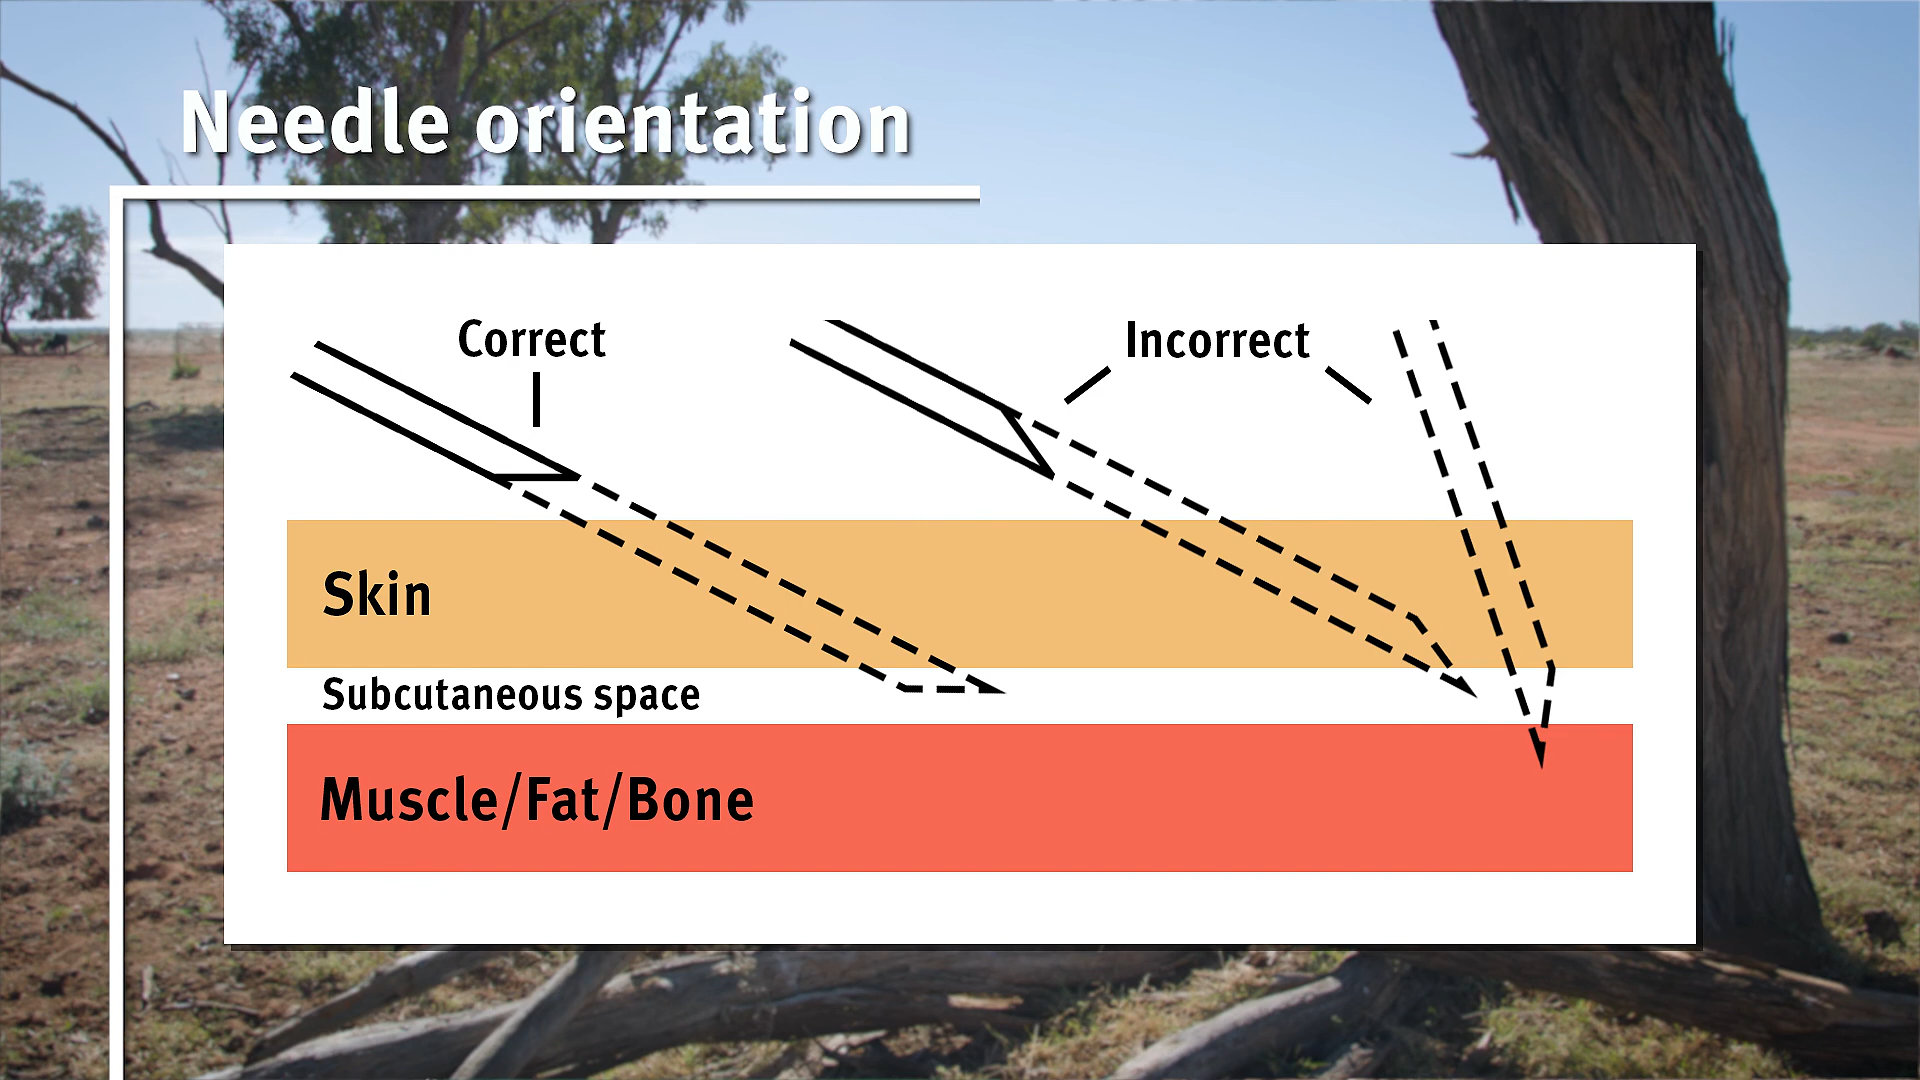 Needle orientation
Correct
Incorrect
Skin
Subcutaneous space
Muscle/Fat/Bone